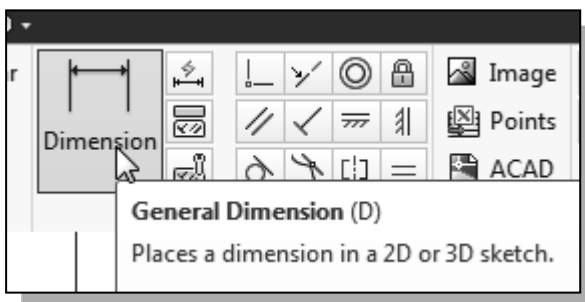 r
Image
Points
Dimension
ACAD
General Dimension (D)
Places a dimension in a 2D or 3D sketch.